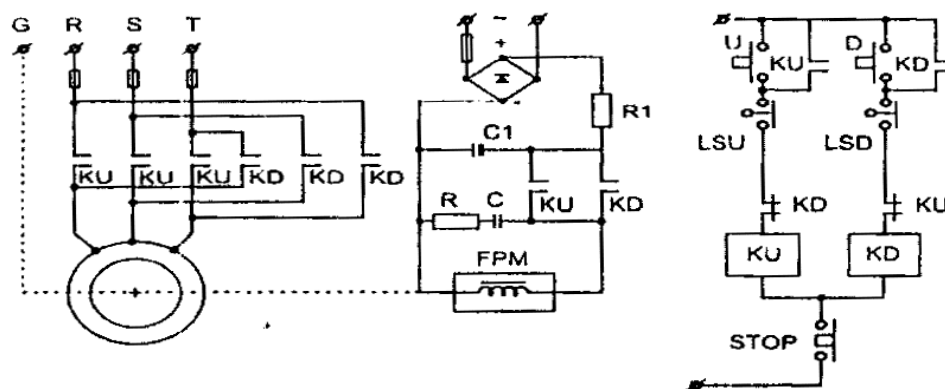 G R S T
~
+
R1
C1
KU KU KU KD KD KD
R C KU KD
FPM
+
U KU D KD
LSU LSD
KD KU
KU KD
STOP